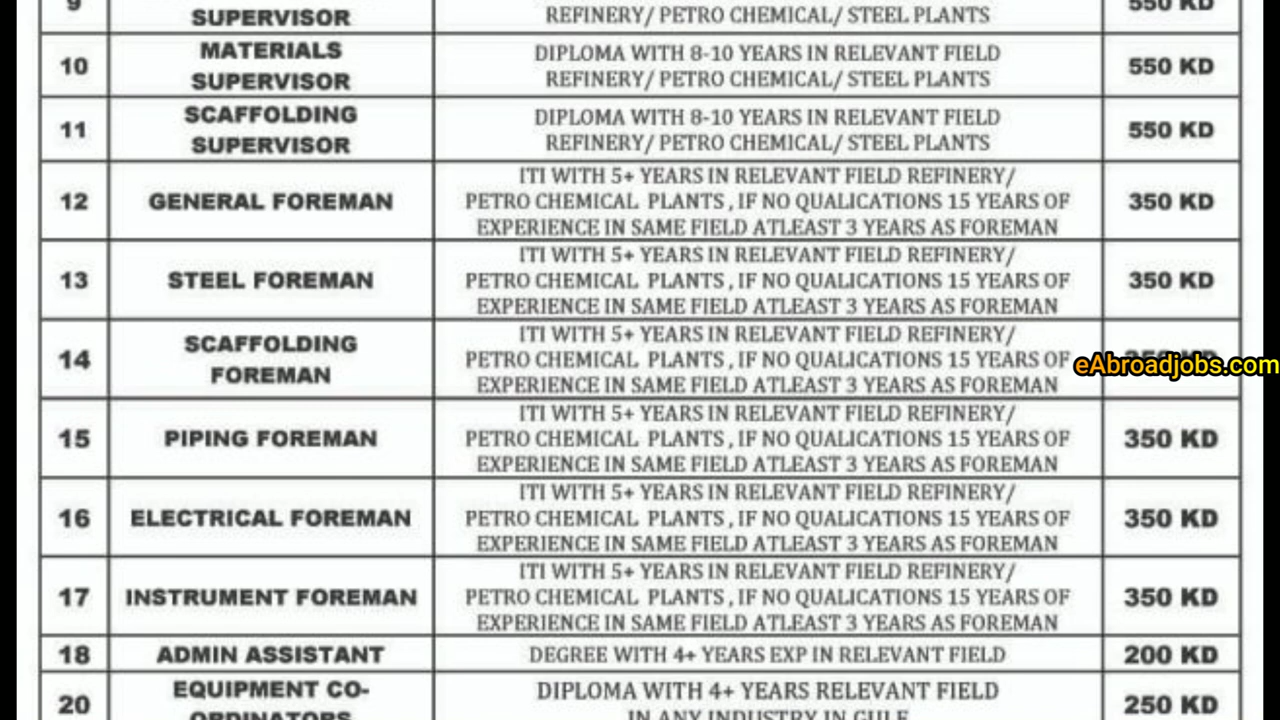 9
SUPERVISOR
REFINERY/ PETRO CHEMICAL/ STEEL PLANTS
550 KD
10
MATERIALS
SUPERVISOR
DIPLOMA WITH 8-10 YEARS IN RELEVANT FIELD
REFINERY/ PETRO CHEMICAL/ STEEL PLANTS
550 KD
11
SCAFFOLDING
SUPERVISOR
DIPLOMA WITH 8-10 YEARS IN RELEVANT FIELD
REFINERY/ PETRO CHEMICAL/ STEEL PLANTS
550 KD
12
GENERAL FOREMAN
ITI WITH 5+ YEARS IN RELEVANT FIELD REFINERY/
PETRO CHEMICAL PLANTS , IF NO QUALICATIONS 15 YEARS OF
EXPERIENCE IN SAME FIELD ATLEAST 3 YEARS AS FOREMAN
350 KD
13
STEEL FOREMAN
ITI WITH 5+ YEARS IN RELEVANT FIELD REFINERY/
PETRO CHEMICAL PLANTS , IF NO QUALICATIONS 15 YEARS OF
EXPERIENCE IN SAME FIELD ATLEAST 3 YEARS AS FOREMAN
350 KD
14
SCAFFOLDING
FOREMAN
ITI WITH 5+ YEARS IN RELEVANT FIELD REFINERY/
PETRO CHEMICAL PLANTS , IF NO QUALICATIONS 15 YEARS OF
EXPERIENCE IN SAME FIELD ATLEAST 3 YEARS AS FOREMAN
eAbroadjobs.com
15
PIPING FOREMAN
ITI WITH 5+ YEARS IN RELEVANT FIELD REFINERY/
PETRO CHEMICAL PLANTS , IF NO QUALICATIONS 15 YEARS OF
EXPERIENCE IN SAME FIELD ATLEAST 3 YEARS AS FOREMAN
350 KD
16
ELECTRICAL FOREMAN
ITI WITH 5+ YEARS IN RELEVANT FIELD REFINERY/
PETRO CHEMICAL PLANTS , IF NO QUALICATIONS 15 YEARS OF
EXPERIENCE IN SAME FIELD ATLEAST 3 YEARS AS FOREMAN
350 KD
17
INSTRUMENT FOREMAN
ITI WITH 5+ YEARS IN RELEVANT FIELD REFINERY/
PETRO CHEMICAL PLANTS , IF NO QUALICATIONS 15 YEARS OF
EXPERIENCE IN SAME FIELD ATLEAST 3 YEARS AS FOREMAN
350 KD
18
ADMIN ASSISTANT
DEGREE WITH 4+ YEARS EXP IN RELEVANT FIELD
200 KD
20
EQUIPMENT CO-
ORDINATORS
DIPLOMA WITH 4+ YEARS RELEVANT FIELD
IN ANY INDUSTRY IN GULF
250 KD